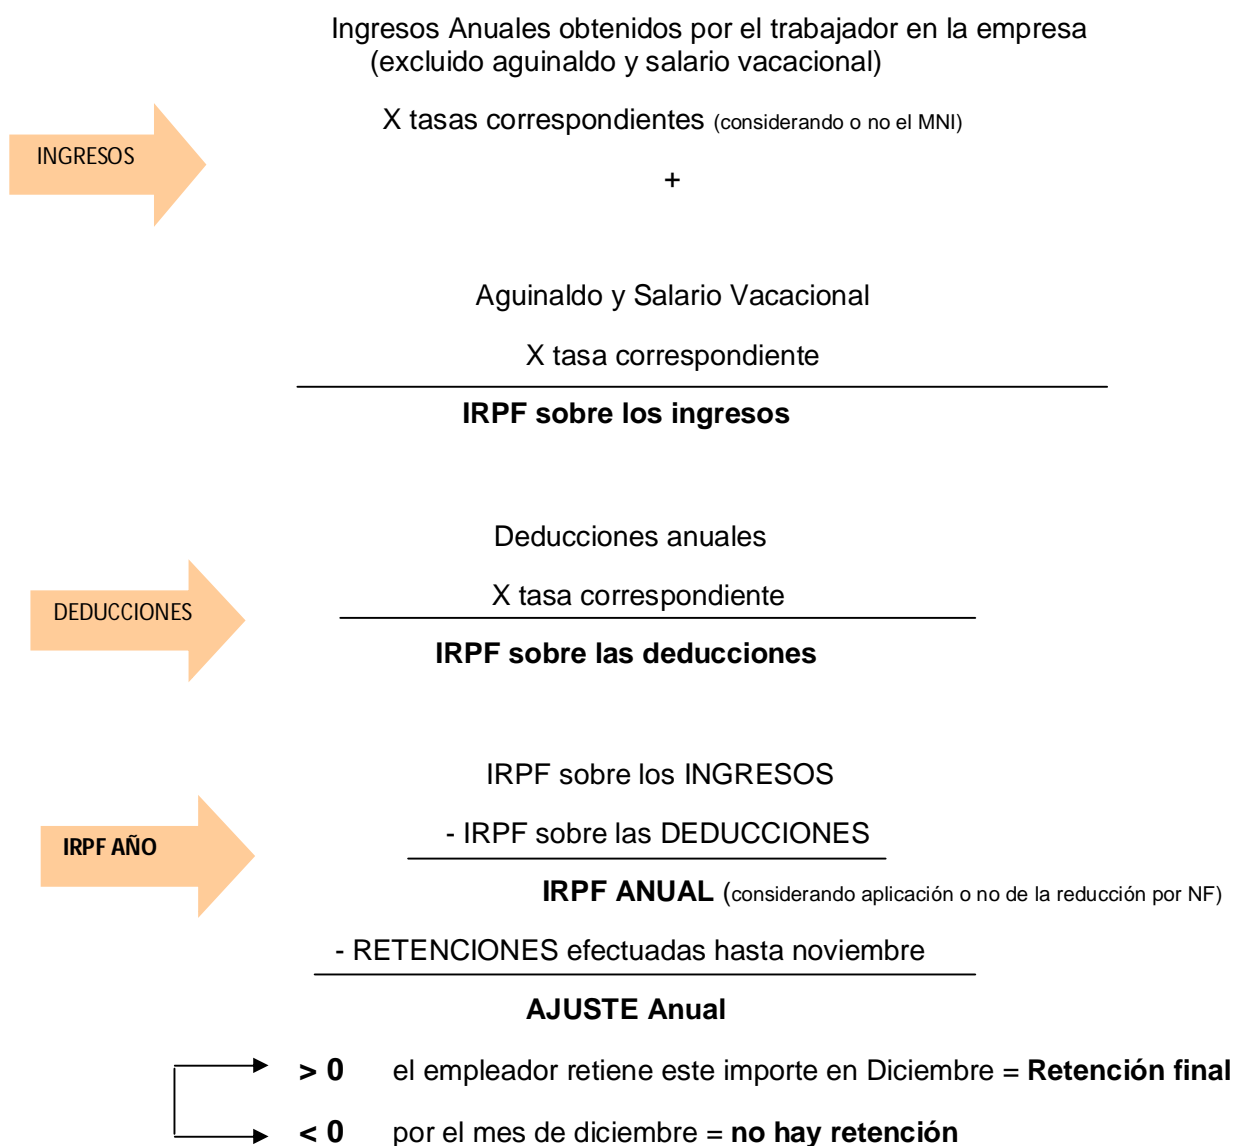 Ingresos Anuales obtenidos por el trabajador en la empresa
(excluido aguinaldo y salario vacacional)
X tasas correspondientes (considerando o no el MNI)
INGRESOS
+
Aguinaldo y Salario Vacacional
X tasa correspondiente
IRPF sobre los ingresos
Deducciones anuales
X tasa correspondiente
DEDUCCIONES
IRPF sobre las deducciones
IRPF sobre los INGRESOS
- IRPF sobre las DEDUCCIONES
IRPF AÑO
IRPF ANUAL (considerando aplicación o no de la reducción por NF)
- RETENCIONES efectuadas hasta noviembre
AJUSTE Anual
> 0 el empleador retiene este importe en Diciembre = Retención final
< 0 por el mes de diciembre = no hay retención